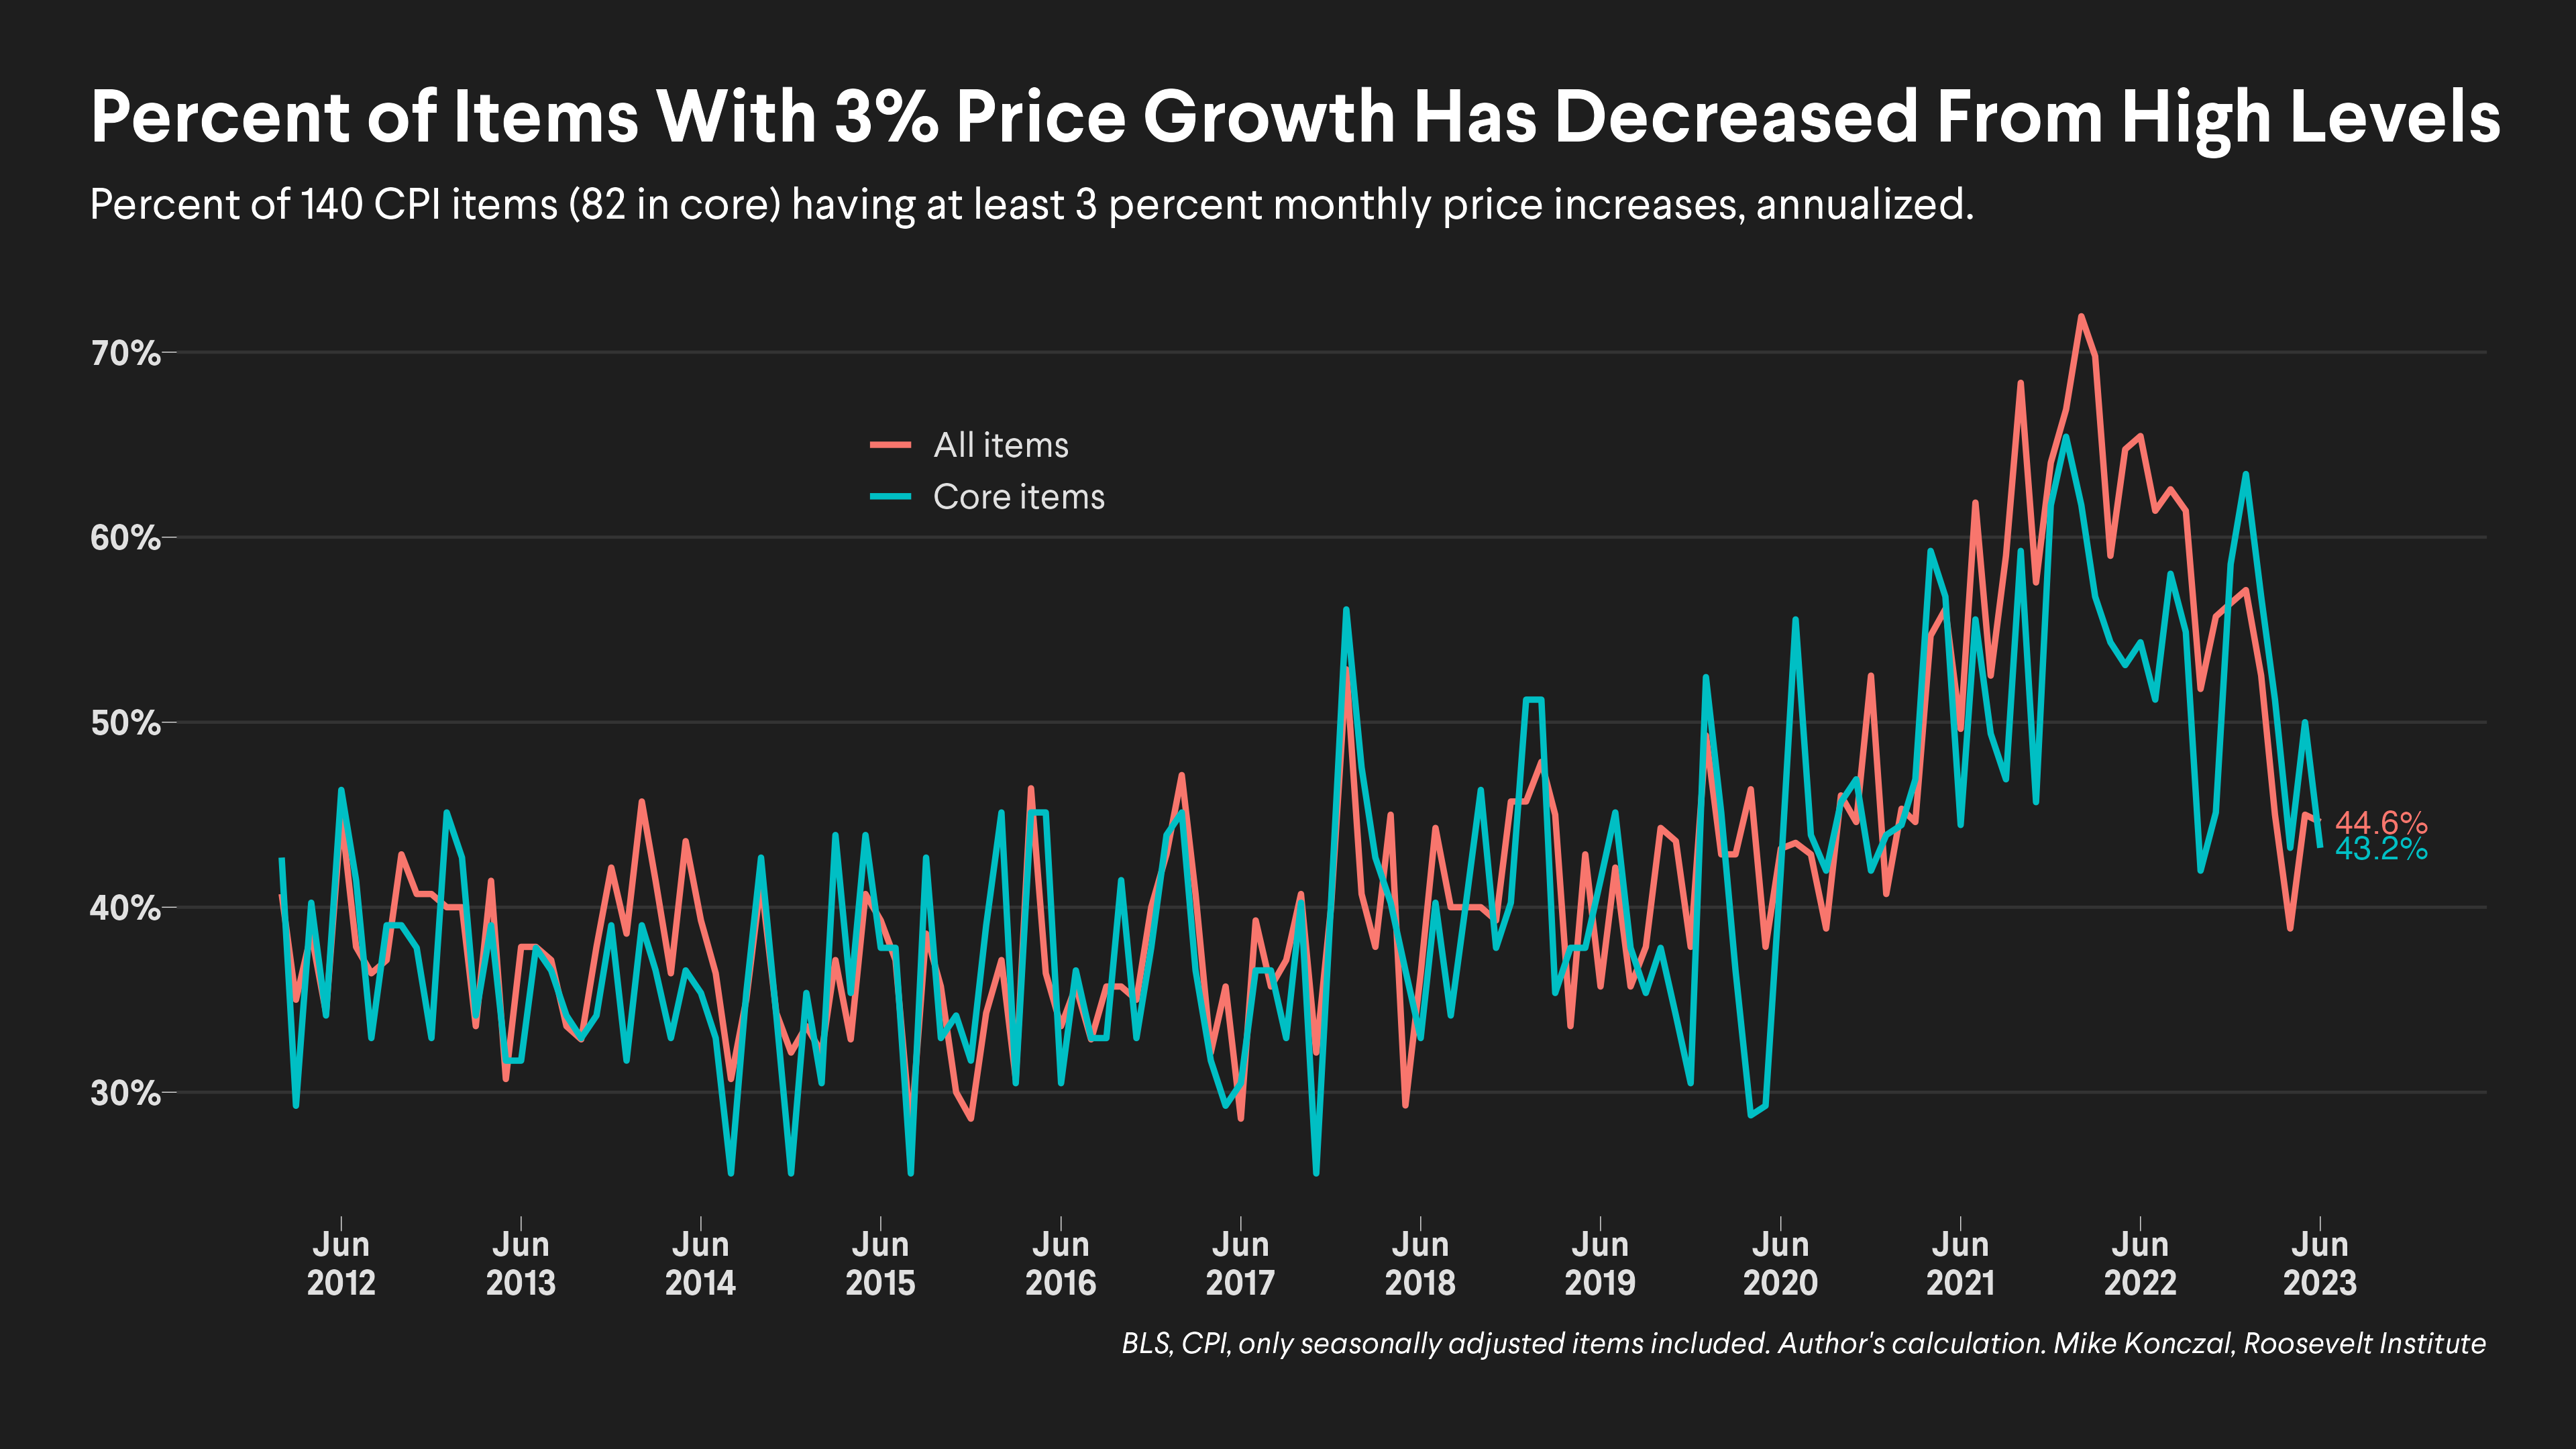 Percent of Items With 3% Price Growth Has Decreased From High Levels
Percent of 140 CPI items (82 in core) having at least 3 percent monthly price increases, annualized.
70%
All items
Core items
60%
50%
44.6%
43.2%
40%
30%
Jun Jun Jun Jun Jun Jun Jun Jun Jun Jun Jun Jun
2012 2013 2014 2015 2016 2017 2018 2019 2020 2021 2022 2023
BLS, CPI, only seasonally adjusted items included. Author's calculation. Mike Konczal, Roosevelt Institute